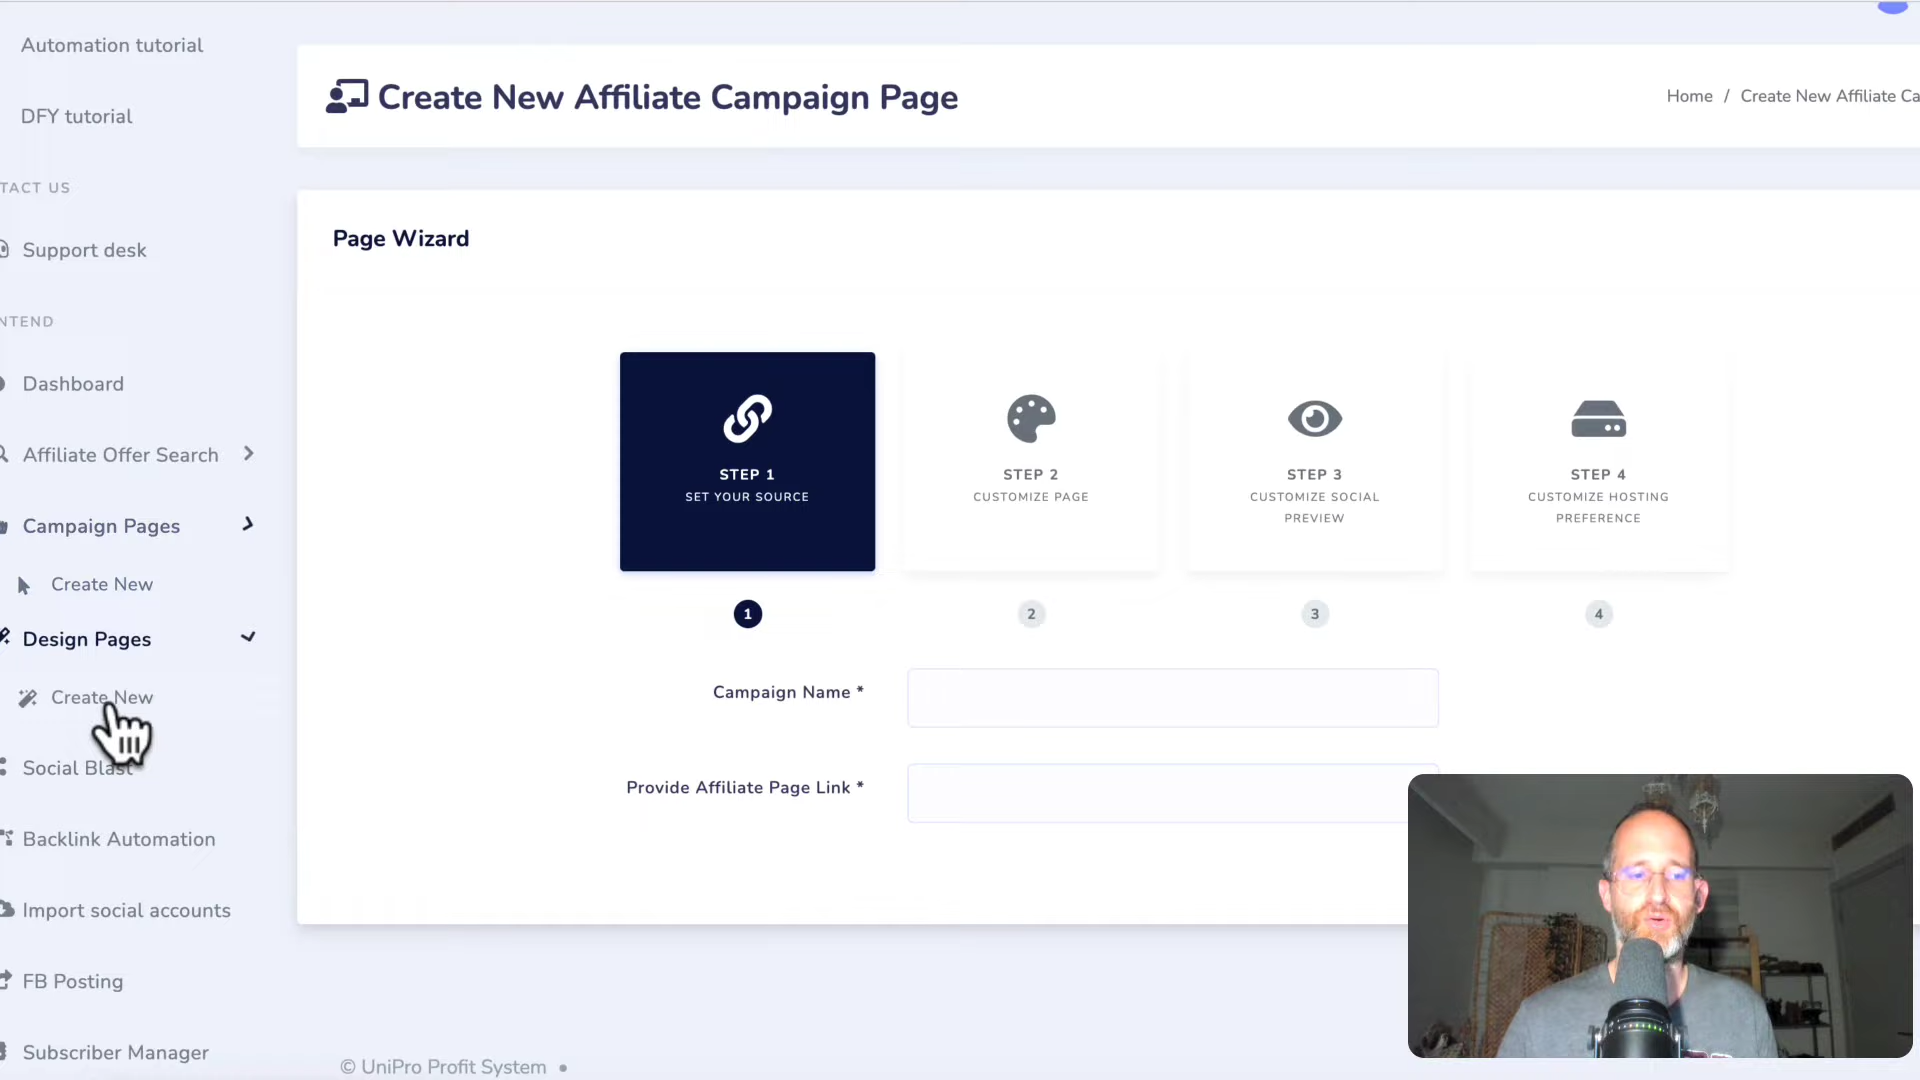 Automation tutorial
DFY tutorial
TACT US
Support desk
NTEND
Dashboard
Affiliate Offer Search
Campaign Pages
Create New
Design Pages
Create New
Social Blast
Backlink Automation
Import social accounts
FB Posting
Subscriber Manager
Create New Affiliate Campaign Page
Home / Create New Affiliate Ca
Page Wizard
STEP 1
SET YOUR SOURCE
STEP 2
CUSTOMIZE PAGE
STEP 3
CUSTOMIZE SOCIAL
PREVIEW
STEP 4
CUSTOMIZE HOSTING
PREFERENCE
1
2
3
4
Campaign Name *
Provide Affiliate Page Link *
© UniPro Profit System